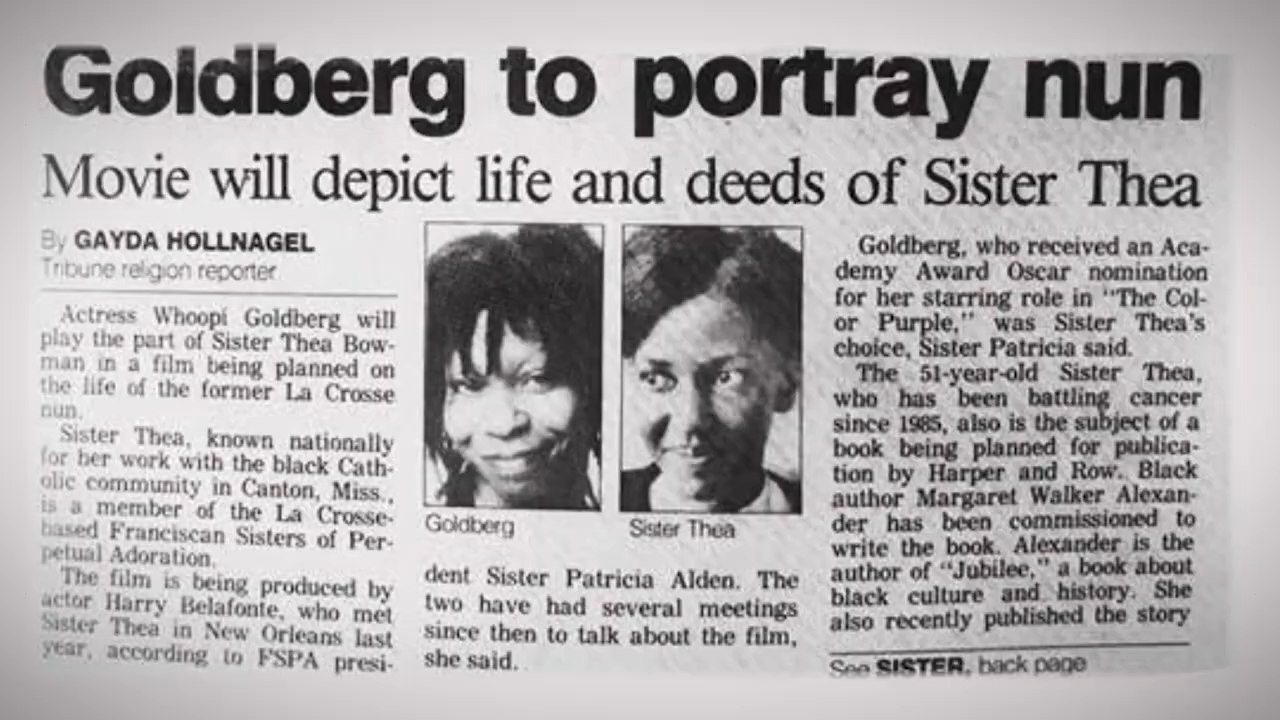 Goldberg to portray nun
Movie will depict life and deeds of Sister Thea
By GAYDA HOLLNAGEL
Tribune religion reporter
Actress Whoopi Goldberg will
play the part of Sister Thea Bow-
man in a film being planned on
the life of the former La Crosse
nun.
Sister Thea, known nationally
for her work with the black Cath-
olic community in Canton, Miss.,
is a member of the La Crosse-
based Franciscan Sisters of Per-
petual Adoration.
The film is being produced by
actor Harry Belafonte, who met
Sister Thea in New Orleans last
year, according to FSPA presi-
Goldberg
Sister Thea
dent Sister Patricia Alden. The
two have had several meetings
since then to talk about the film,
she said.
Goldberg, who received an Aca-
demy Award Oscar nomination
for her starring role in "The Col-
or Purple," was Sister Thea's
choice, Sister Patricia said.
The 51-year-old Sister Thea,
who has been battling cancer
since 1985, also is the subject of a
book being planned for publica-
tion by Harper and Row. Black
author Margaret Walker Alexan-
der has been commissioned to
write the book. Alexander is the
author of "Jubilee," a book about
black culture and history. She
also recently published the story
See SISTER, back page